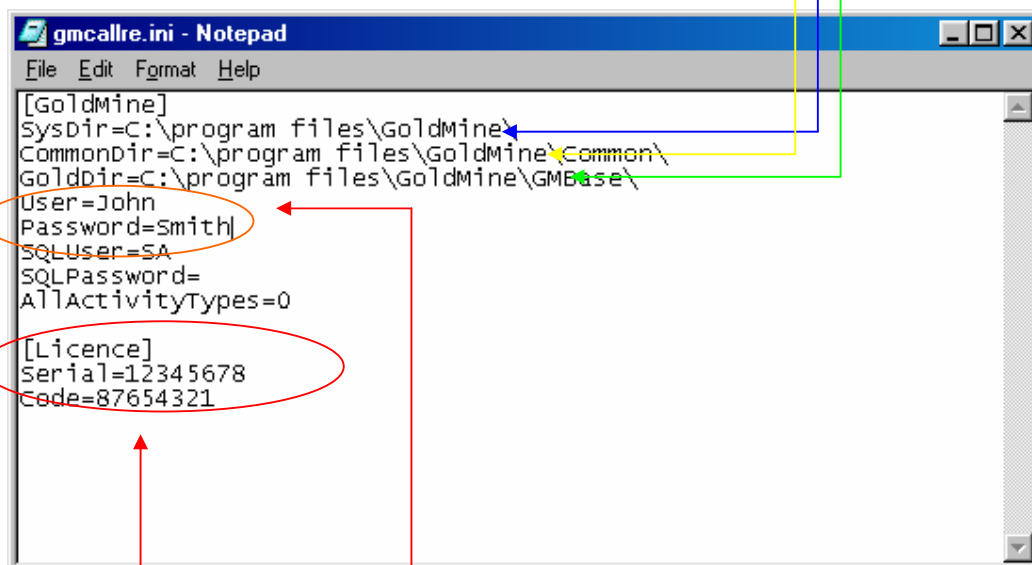 gmcallre.ini - Notepad
File Edit Format Help
[GoldMine]
SysDir=C:\program files\GoldMine\
CommonDir=C:\program files\GoldMine\Common\
GoldDir=C:\program files\GoldMine\GMBase\
User=John
Password=Smith
SQLUser=SA
SQLPassword=
AllActivityTypes=0
[Licence]
Serial=12345678
Code=87654321